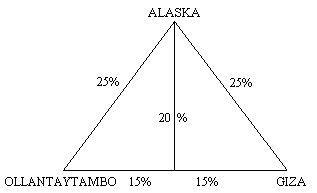 ALASKA
25% 25%
20 %
OLLANTAYTAMBO 15% 15% GIZA